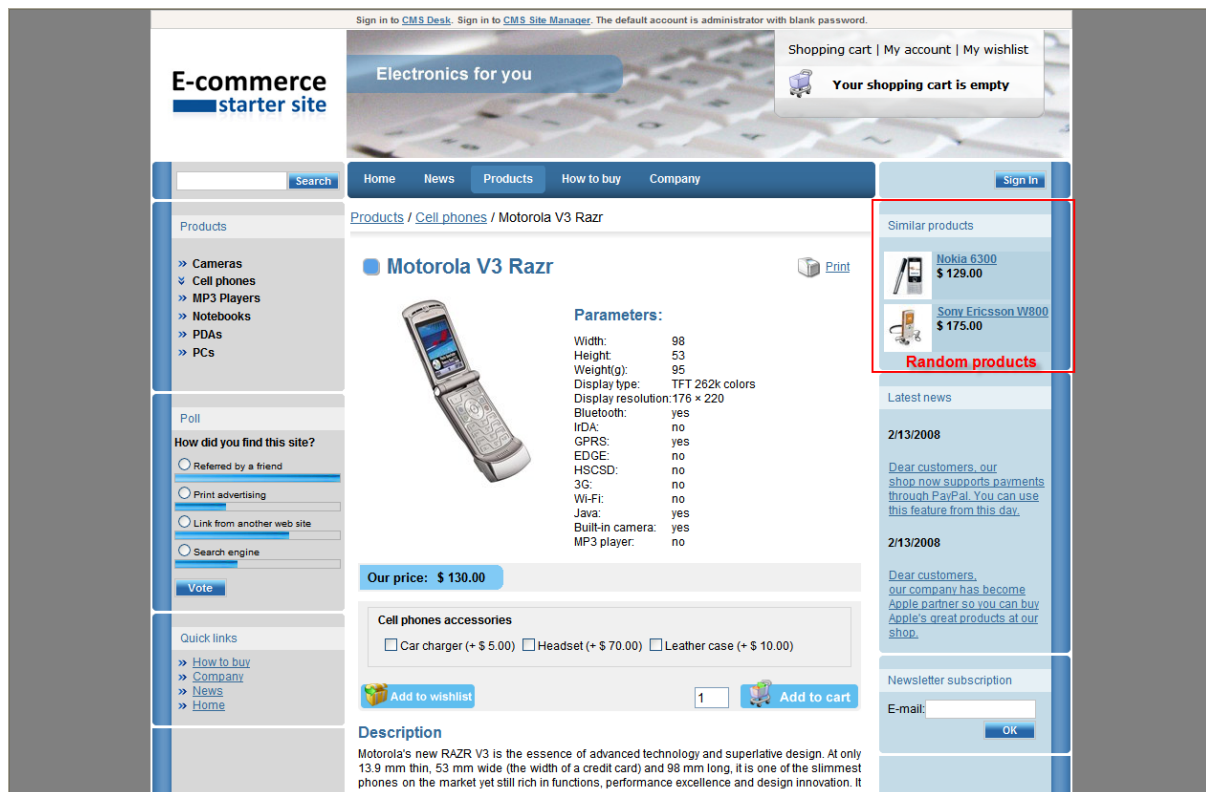 Sign in to CMS Desk. Sign in to CMS Site Manager. The default account is administrator with blank password.
E-commerce
starter site
Electronics for you
Shopping cart | My account | My wishlist
Your shopping cart is empty
Search
Home News Products How to buy Company
Sign In
Products
» Cameras
Cell phones
» MP3 Players
» Notebooks
» PDAs
» PCs
Poll
How did you find this site?
Referred by a friend
Print advertising
Link from another web site
Search engine
Vote
Quick links
» How to buy
» Company
» News
» Home
Products / Cell phones / Motorola V3 Razr
Motorola V3 Razr
Print
Parameters:
Width: 98
Height: 53
Weight(g): 95
Display type: TFT 262k colors
Display resolution: 176 × 220
Bluetooth: yes
IrDA: no
GPRS: yes
EDGE: no
HSCSD: no
3G: no
Wi-Fi: no
Java: yes
Built-in camera: yes
MP3 player: no
Our price: $ 130.00
Cell phones accessories
Car charger (+ $ 5.00) Headset (+ $ 70.00) Leather case (+ $ 10.00)
Add to wishlist
1
Add to cart
Description
Motorola's new RAZR V3 is the essence of advanced technology and superlative design. At only
13.9 mm thin, 53 mm wide (the width of a credit card) and 98 mm long, it is one of the slimmest
phones on the market yet still rich in functions, performance excellence and design innovation. It
Similar products
Nokia 6300
$ 129.00
Sony Ericsson W800
$ 175.00
Random products
Latest news
2/13/2008
Dear customers, our
shop now supports payments
through PayPal. You can use
this feature from this day.
2/13/2008
Dear customers,
our company has become
Apple partner so you can buy
Apple's great products at our
shop.
Newsletter subscription
E-mail:
OK